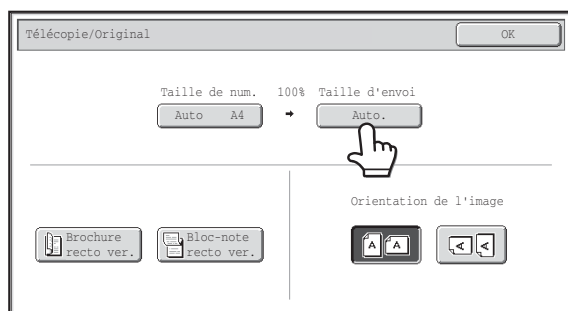 Télécopie/Original
OK
Taille de num. 100% Taille d'envoi
Auto A4 Auto.
Orientation de l'image
Brochure
recto ver.
Bloc-note
recto ver.
A A A A